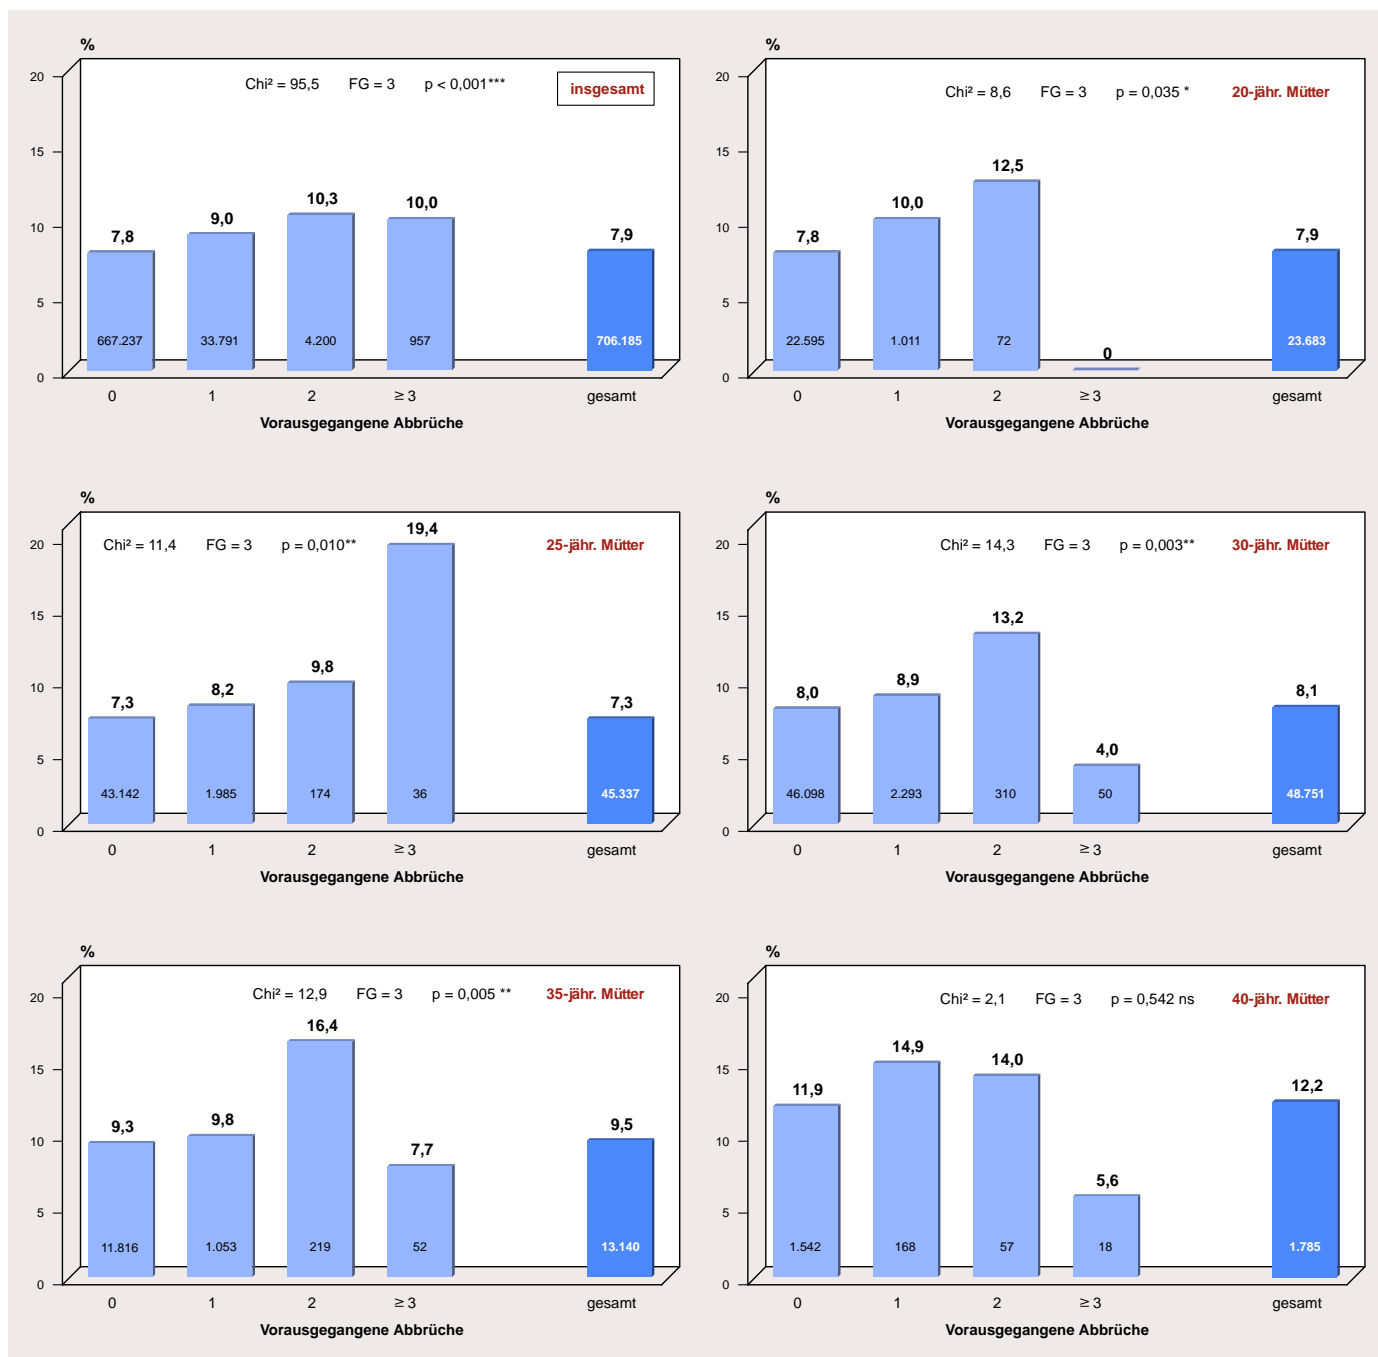 %
Chi² = 95,5 FG = 3 p < 0,001*** insgesamt
20
15
10
5
0
7,8 9,0 10,3 10,0 7,9
667.237 33.791 4.200 957 706.185
0 1 2 ≥ 3 gesamt
Vorausgegangene Abbrüche
%
Chi² = 8,6 FG = 3 p = 0,035 * 20-jähr. Mütter
20
15
10
5
0
7,8 10,0 12,5 0 7,9
22.595 1.011 72 23.683
0 1 2 ≥ 3 gesamt
Vorausgegangene Abbrüche
%
Chi² = 11,4 FG = 3 p = 0,010** 25-jähr. Mütter
20
15
10
5
0
7,3 8,2 9,8 19,4 7,3
43.142 1.985 174 36 45.337
0 1 2 ≥ 3 gesamt
Vorausgegangene Abbrüche
%
Chi² = 14,3 FG = 3 p = 0,003** 30-jähr. Mütter
20
15
10
5
0
8,0 8,9 13,2 4,0 8,1
46.098 2.293 310 50 48.751
0 1 2 ≥ 3 gesamt
Vorausgegangene Abbrüche
%
Chi² = 12,9 FG = 3 p = 0,005 ** 35-jähr. Mütter
20
15
10
5
0
9,3 9,8 16,4 7,7 9,5
11.816 1.053 219 52 13.140
0 1 2 ≥ 3 gesamt
Vorausgegangene Abbrüche
%
Chi² = 2,1 FG = 3 p = 0,542 ns 40-jähr. Mütter
20
15
10
5
0
11,9 14,9 14,0 5,6 12,2
1.542 168 57 18 1.785
0 1 2 ≥ 3 gesamt
Vorausgegangene Abbrüche